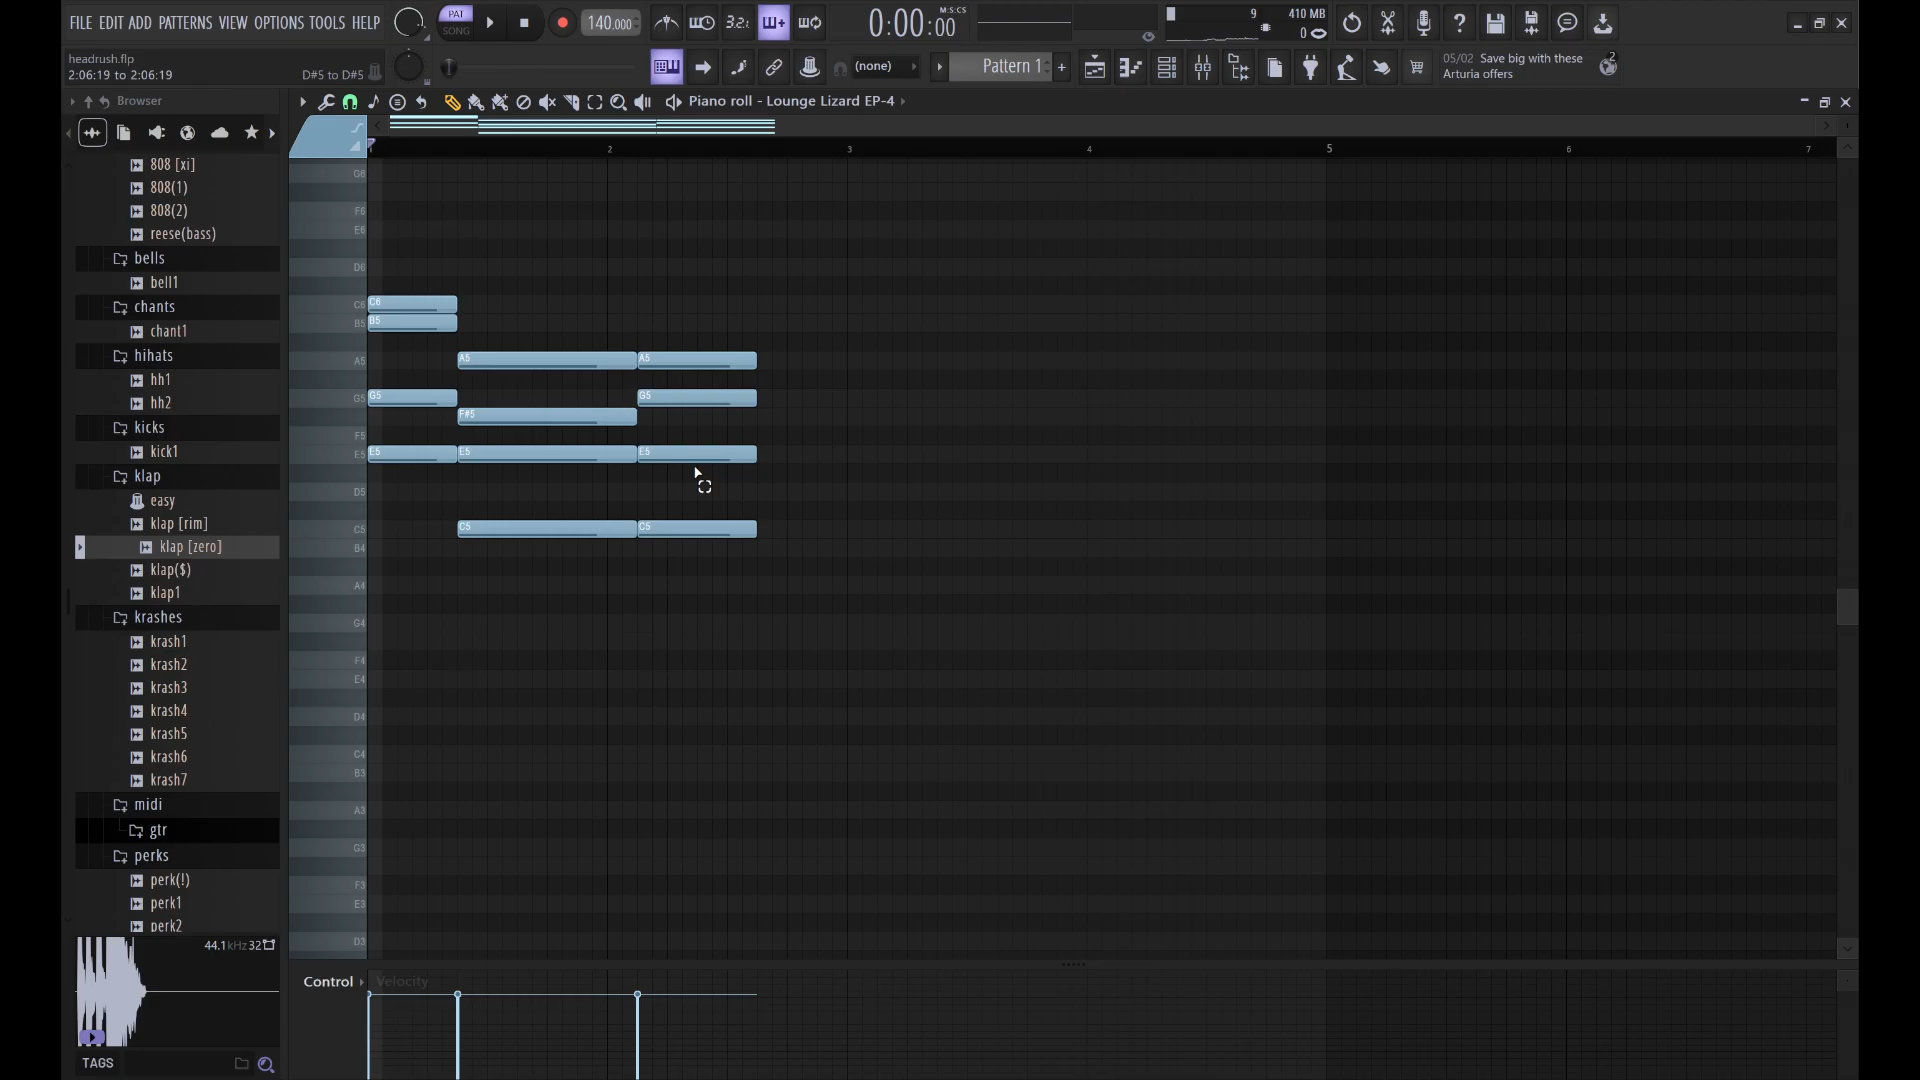 FILE EDIT ADD PATTERNS VIEW OPTIONS TOOLS HELP
PAT
SONG
140.000
3.2.
0:00:00
M:S:CS
9
410 MB
0
headrush.flp
2:06:19 to 2:06:19
D#5 to D#5
(none)
Pattern 1
05/02 Save big with these
Arturia offers
2
Browser
Piano roll - Lounge Lizard EP-4
808 [xi]
808(1)
808(2)
reese(bass)
bells
bell1
chants
chant1
hihats
hh1
hh2
kicks
kick1
klap
easy
klap [rim]
klap [zero]
klap($)
klap1
krashes
krash1
krash2
krash3
krash4
krash5
krash6
krash7
midi
gtr
perks
perk(!)
perk1
perk2
44.1kHz 32
TAGS
2
3
4
5
6
7
G6
F6
E6
D6
C6
B5
A5
G5
F5
E5
D5
C5
B4
A4
G4
F4
E4
D4
C4
B3
A3
G3
F3
E3
D3
C6
B5
A5
A5
G5
G5
F#5
E5
E5
E5
C5
C5
Control
Velocity